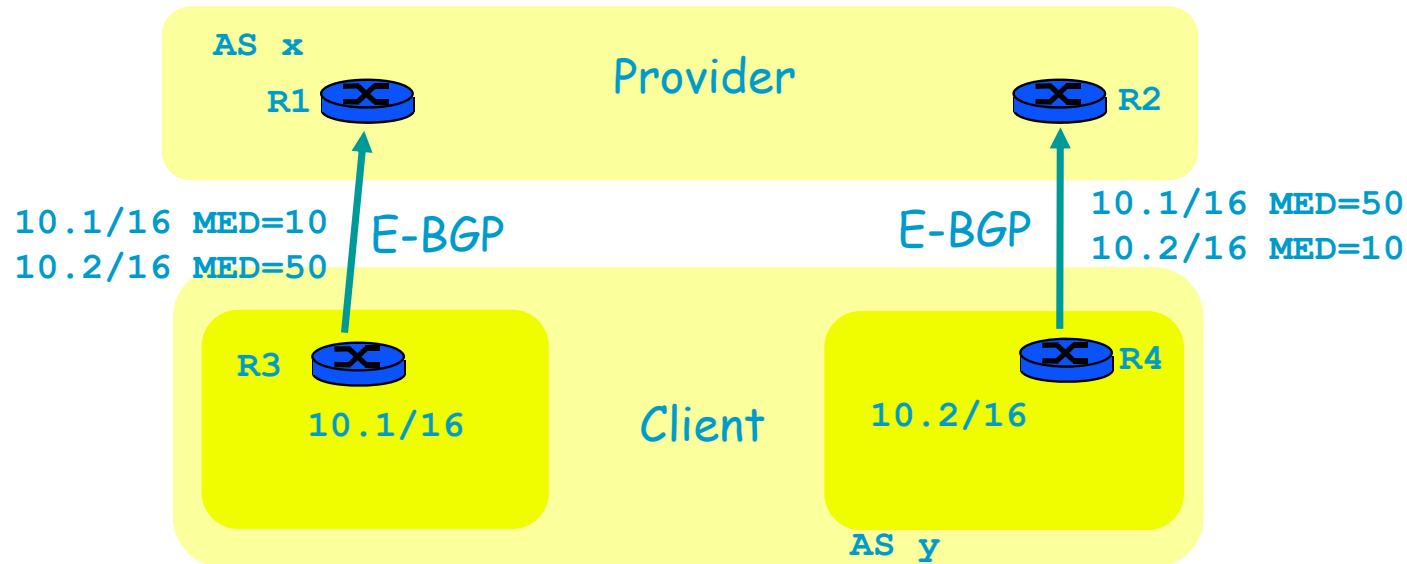 AS x
Provider
R1
R2
10.1/16 MED=10
10.2/16 MED=50
E-BGP
E-BGP
10.1/16 MED=50
10.2/16 MED=10
R3
R4
10.1/16
Client
10.2/16
AS y